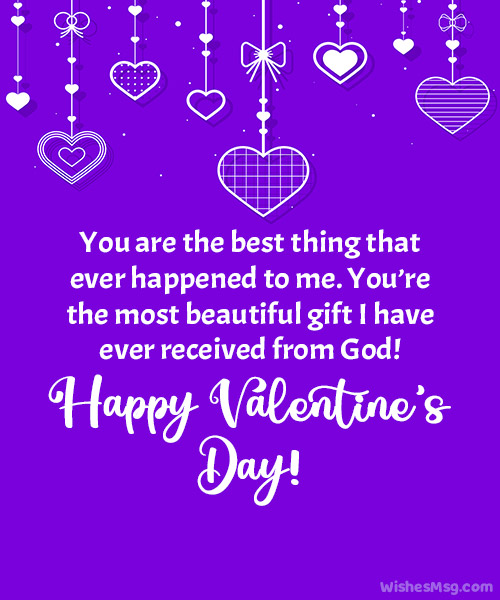 You are the best thing that
ever happened to me. You’re
the most beautiful gift I have
ever received from God!
Happy Valentine’s
Day!
WishesMsg.com